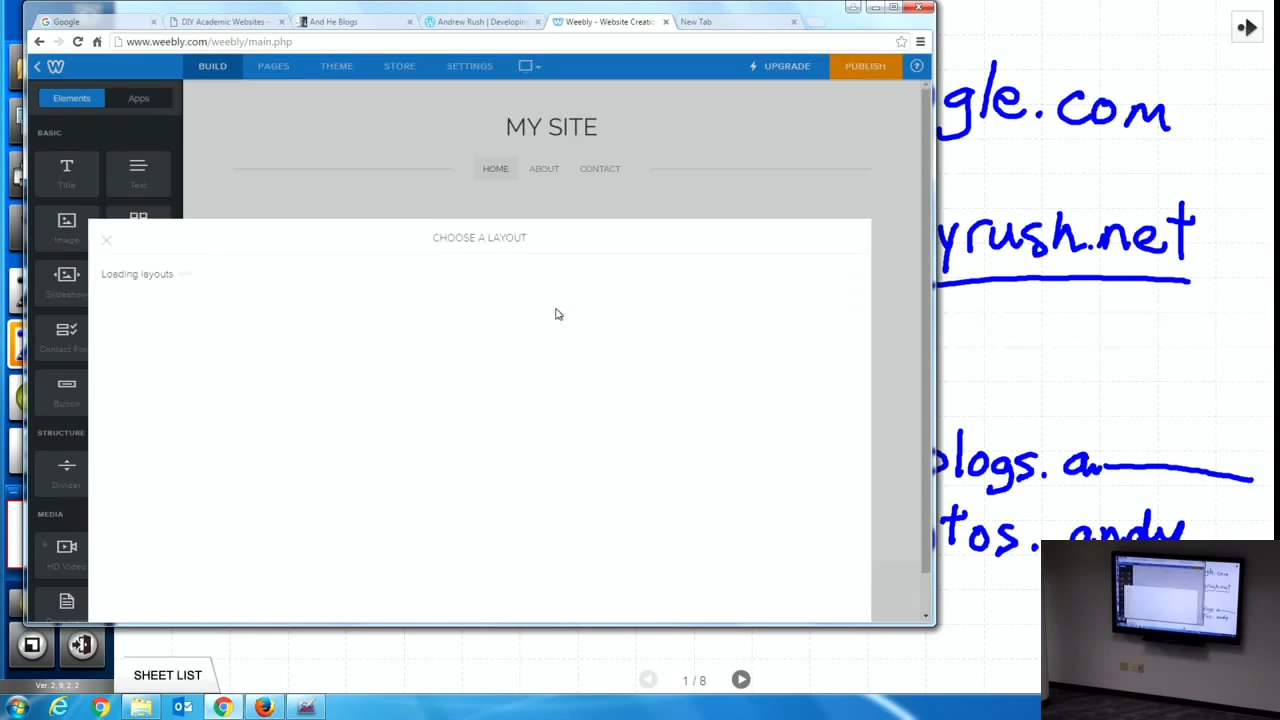 Google
DIY Academic Websites -
And He Blogs
Andrew Rush | Developing
Weebly - Website Creatio
New Tab
www.weebly.com/weebly/main.php
BUILD
PAGES
THEME
STORE
SETTINGS
UPGRADE
PUBLISH
?
Elements
Apps
BASIC
Title
Text
Image
Slideshow
Contact For
Button
STRUCTURE
Divider
MEDIA
HD Video
MY SITE
HOME
ABOUT
CONTACT
CHOOSE A LAYOUT
Loading layouts
gle.com
yrush.net
blogs. a
tos. andy
SHEET LIST
1 / 8
Ver. 2, 9, 2, 2